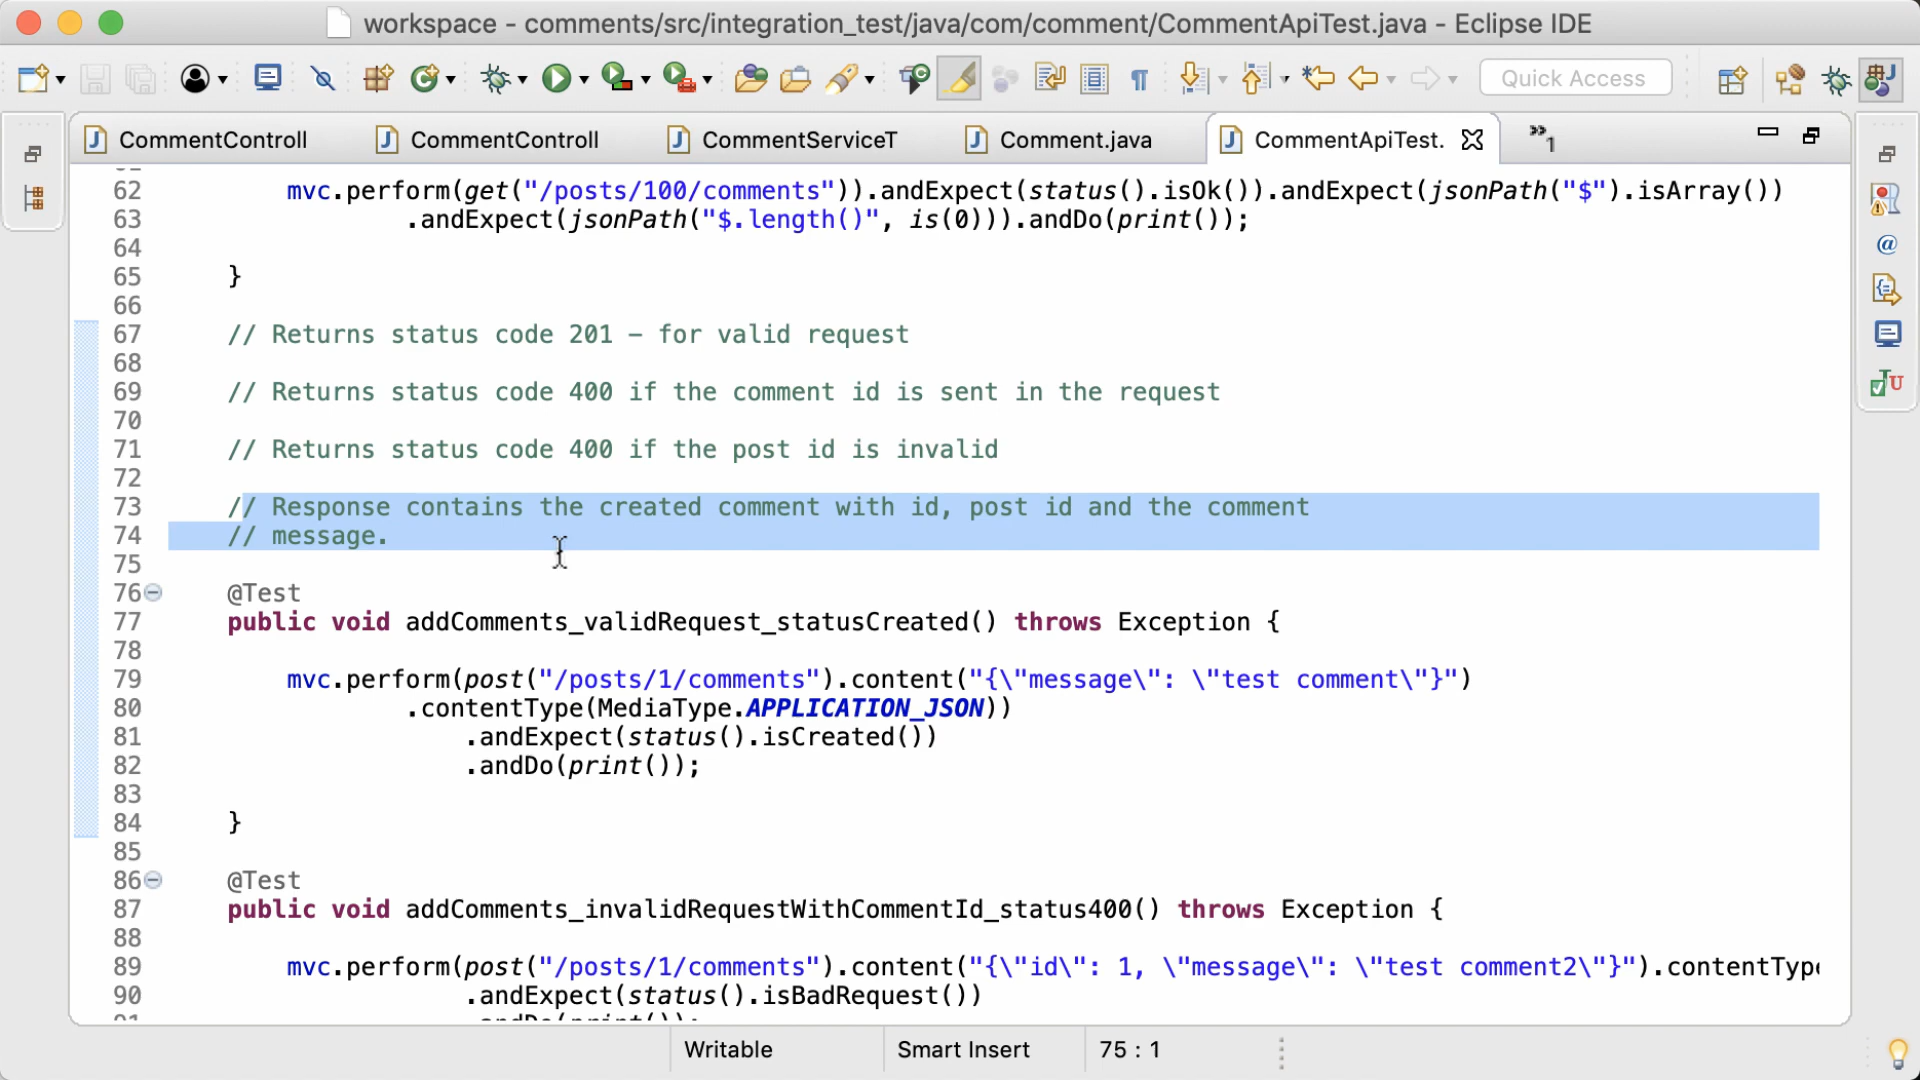 workspace - comments/src/integration_test/java/com/comment/CommentApiTest.java - Eclipse IDE
Quick Access
CommentControll
CommentControll
CommentServiceT
Comment.java
CommentApiTest.
»1
62 mvc.perform(get("/posts/100/comments")).andExpect(status().isOk()).andExpect(jsonPath("$").isArray())
63 .andExpect(jsonPath("$.length()", is(0))).andDo(print());
64
65 }
66
67 // Returns status code 201 – for valid request
68
69 // Returns status code 400 if the comment id is sent in the request
70
71 // Returns status code 400 if the post id is invalid
72
73 // Response contains the created comment with id, post id and the comment
74 // message.
75
76 @Test
77 public void addComments_validRequest_statusCreated() throws Exception {
78
79 mvc.perform(post("/posts/1/comments").content("{\"message\": \"test comment\"}")
80 .contentType(MediaType.APPLICATION_JSON))
81 .andExpect(status().isCreated())
82 .andDo(print());
83
84 }
85
86 @Test
87 public void addComments_invalidRequestWithCommentId_status400() throws Exception {
88
89 mvc.perform(post("/posts/1/comments").content("{\"id\": 1, \"message\": \"test comment2\"}").contentType
90 .andExpect(status().isBadRequest())
91 .andDo(print());
Writable
Smart Insert
75 : 1